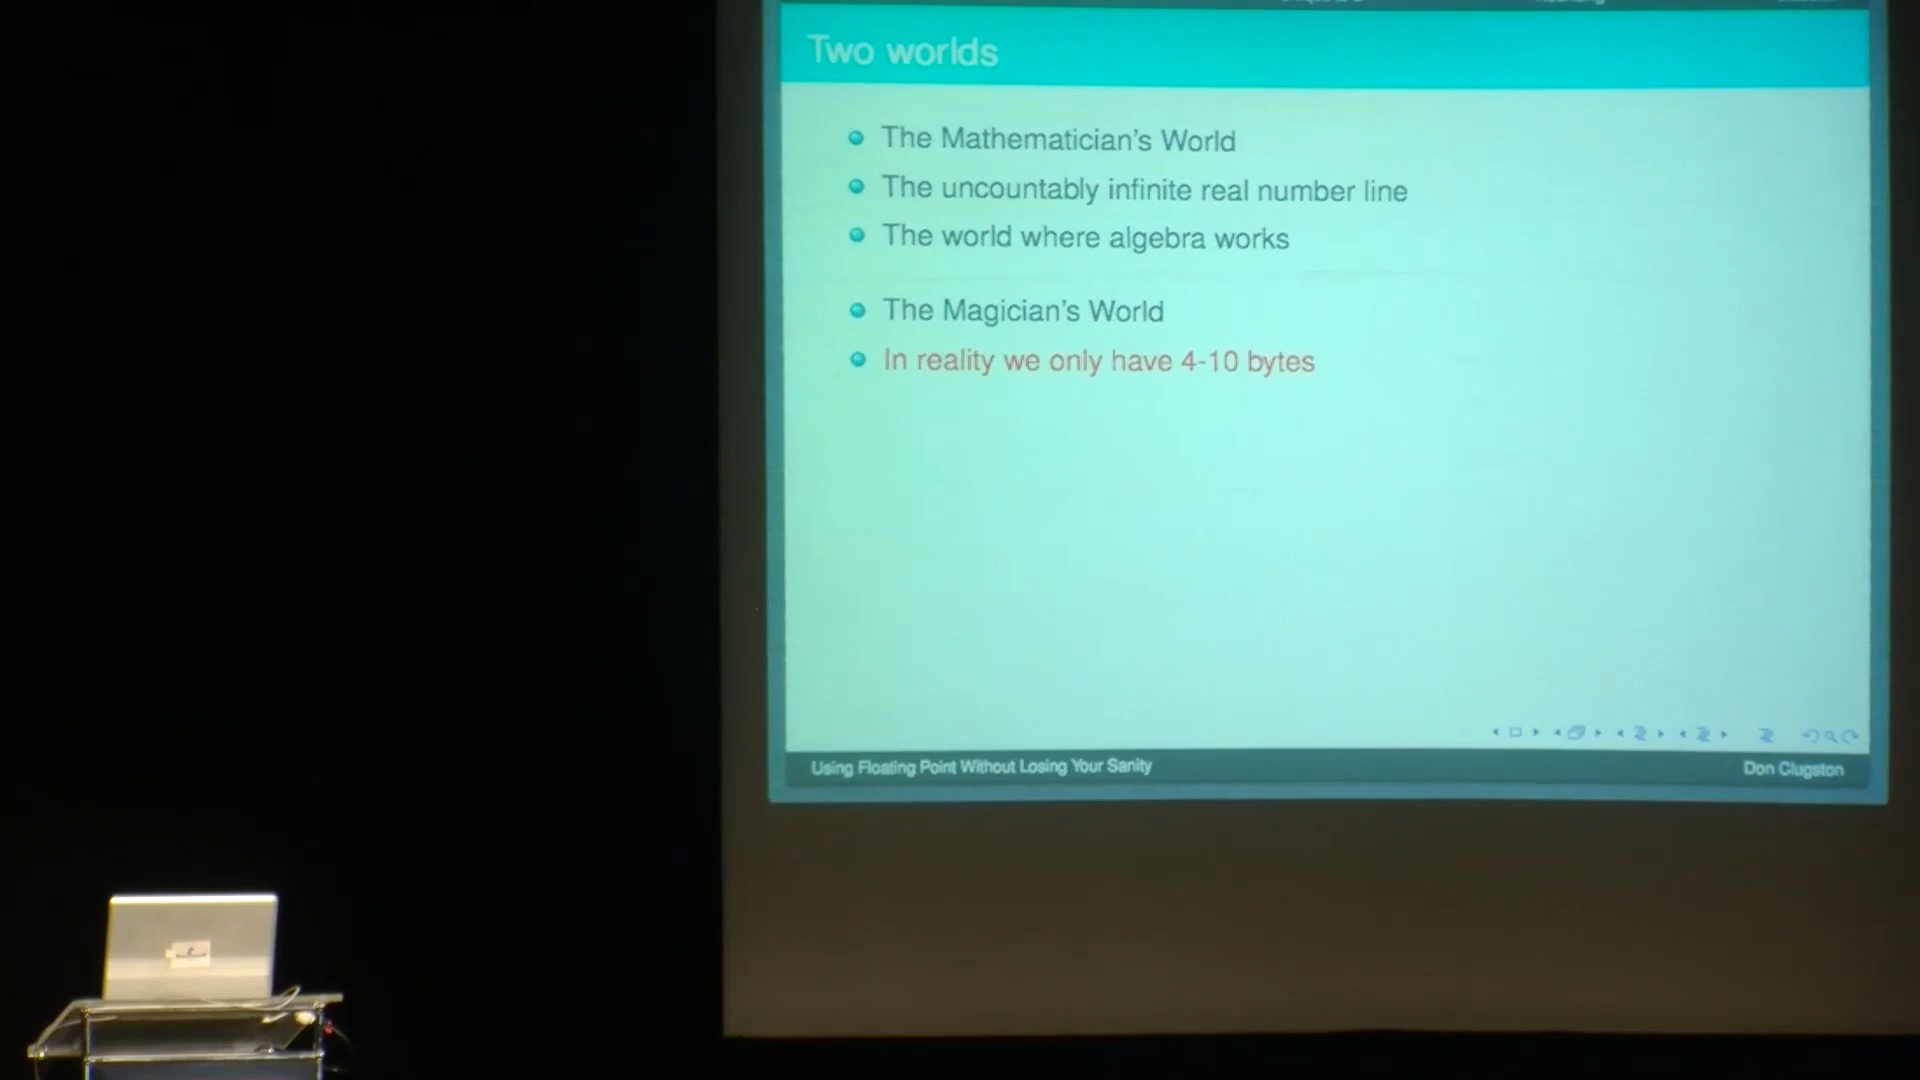 Two worlds
The Mathematician's World
The uncountably infinite real number line
The world where algebra works
The Magician's World
In reality we only have 4-10 bytes
Using Floating Point Without Losing Your Sanity
Don Clugston